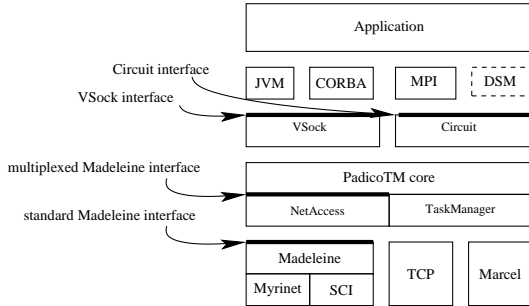 Application
Circuit interface
JVM CORBA MPI DSM
VSock interface
VSock Circuit
multiplexed Madeleine interface
PadicoTM core
NetAccess TaskManager
standard Madeleine interface
Madeleine TCP Marcel
Myrinet SCI